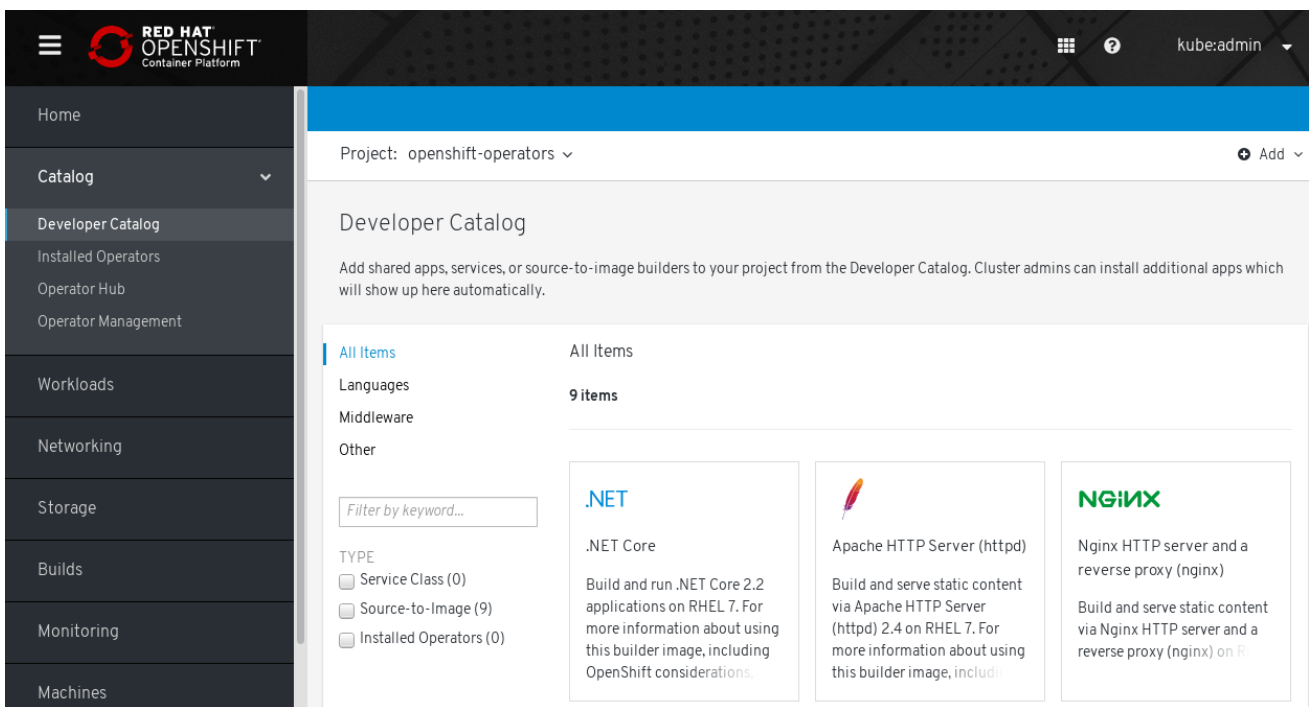 RED HAT®
OPENSHIFT®
Container Platform
kube:admin
Home
Catalog
Developer Catalog
Installed Operators
Operator Hub
Operator Management
Workloads
Networking
Storage
Builds
Monitoring
Machines
Project: openshift-operators
Add
Developer Catalog
Add shared apps, services, or source-to-image builders to your project from the Developer Catalog. Cluster admins can install additional apps which
will show up here automatically.
All Items
Languages
Middleware
Other
Filter by keyword...
TYPE
Service Class (0)
Source-to-Image (9)
Installed Operators (0)
All Items
9 items
.NET
.NET Core
Build and run .NET Core 2.2
applications on RHEL 7. For
more information about using
this builder image, including
OpenShift considerations,
Apache HTTP Server (httpd)
Build and serve static content
via Apache HTTP Server
(httpd) 2.4 on RHEL 7. For
more information about using
this builder image, includi
NGINX
Nginx HTTP server and a
reverse proxy (nginx)
Build and serve static content
via Nginx HTTP server and a
reverse proxy (nginx) on R